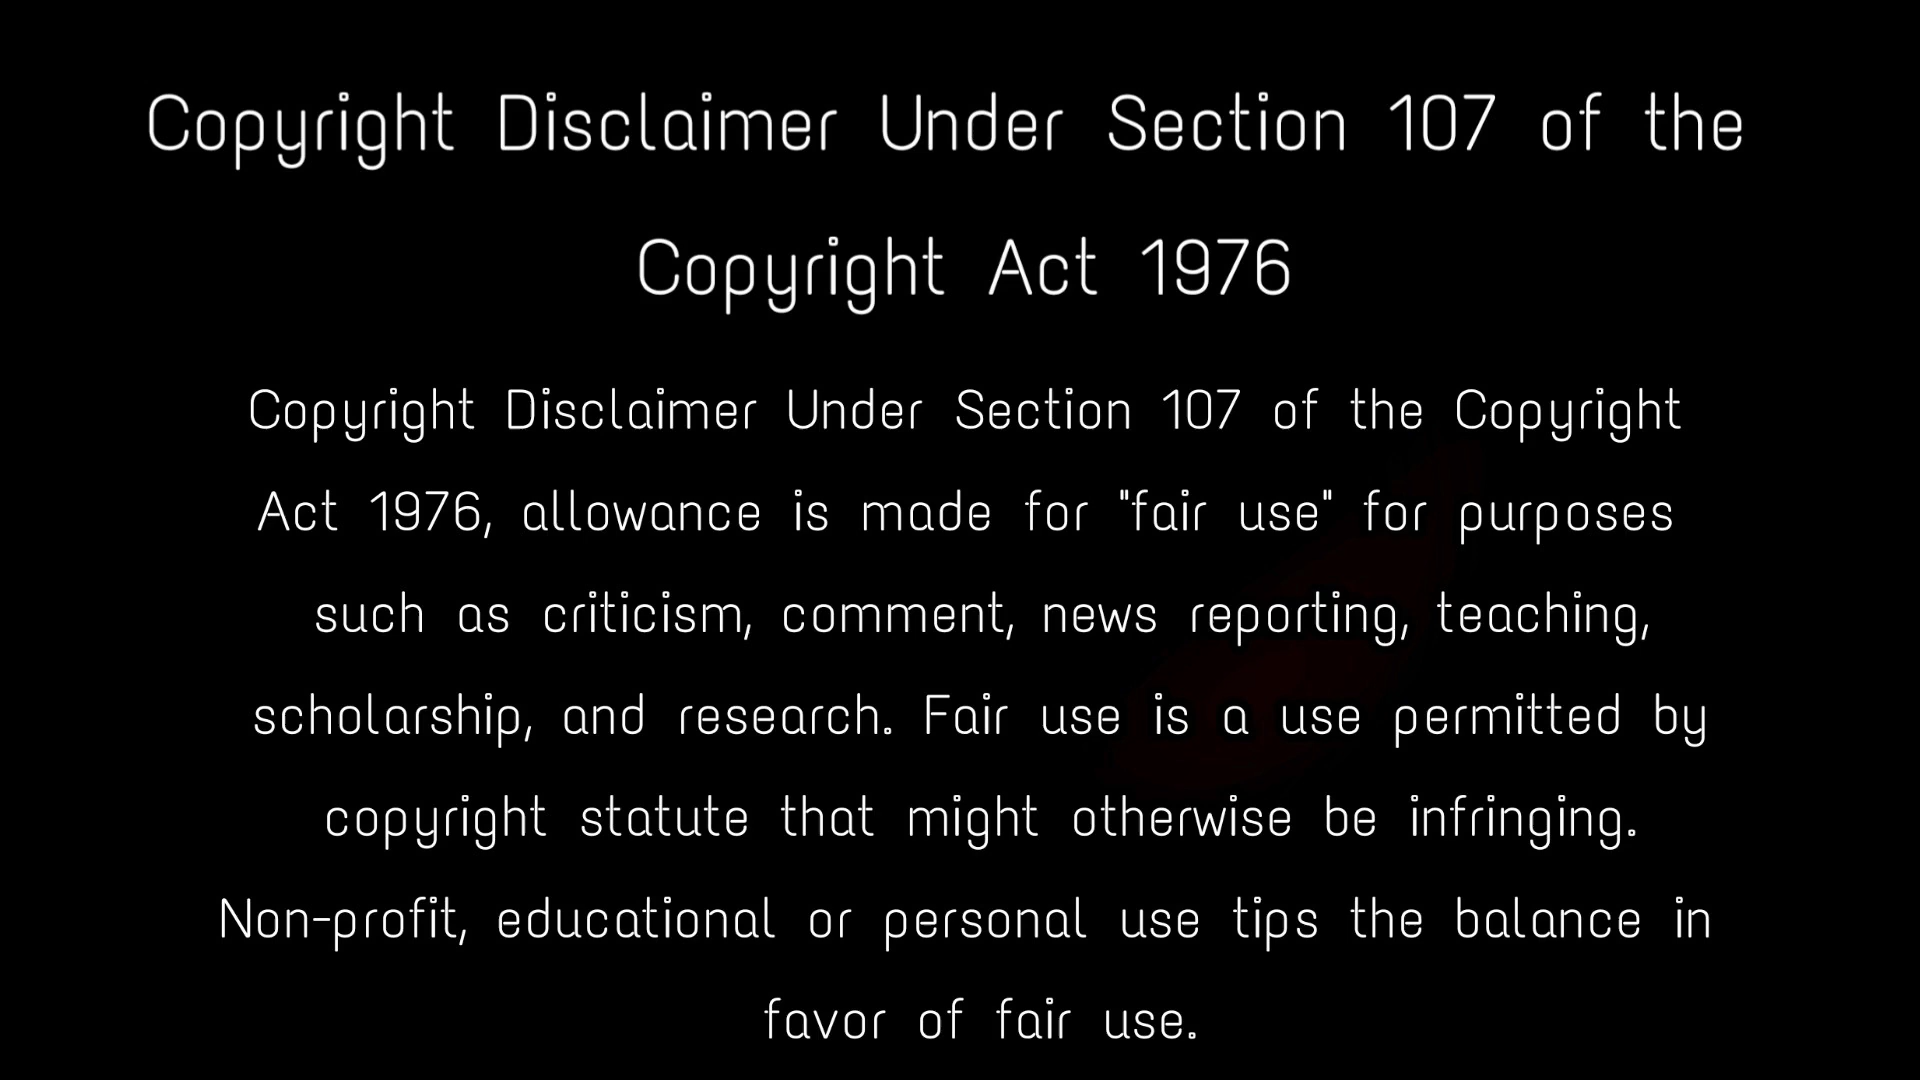 Copyright Disclaimer Under Section 107 of the
Copyright Act 1976
Copyright Disclaimer Under Section 107 of the Copyright
Act 1976, allowance is made for "fair use" for purposes
such as criticism, comment, news reporting, teaching,
scholarship, and research. Fair use is a use permitted by
copyright statute that might otherwise be infringing.
Non-profit, educational or personal use tips the balance in
favor of fair use.